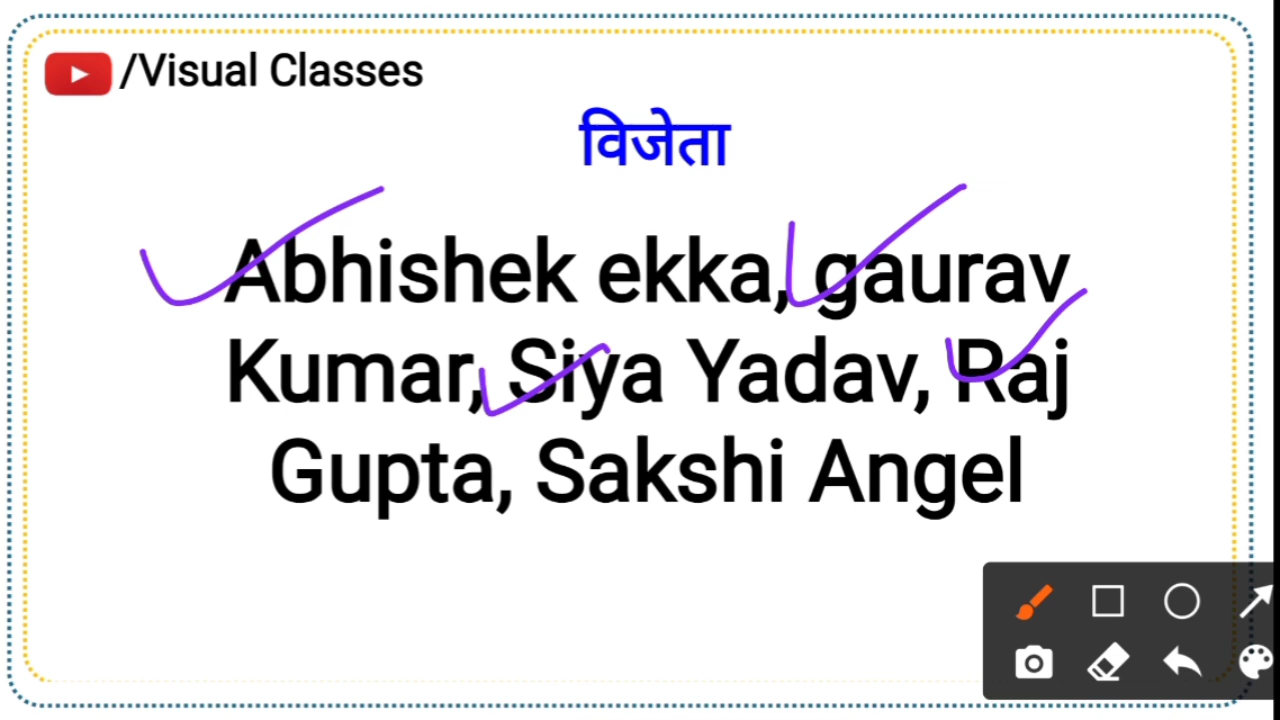 /Visual Classes
विजेता
Abhishek ekka, gaurav
Kumar, Siya Yadav, Raj
Gupta, Sakshi Angel